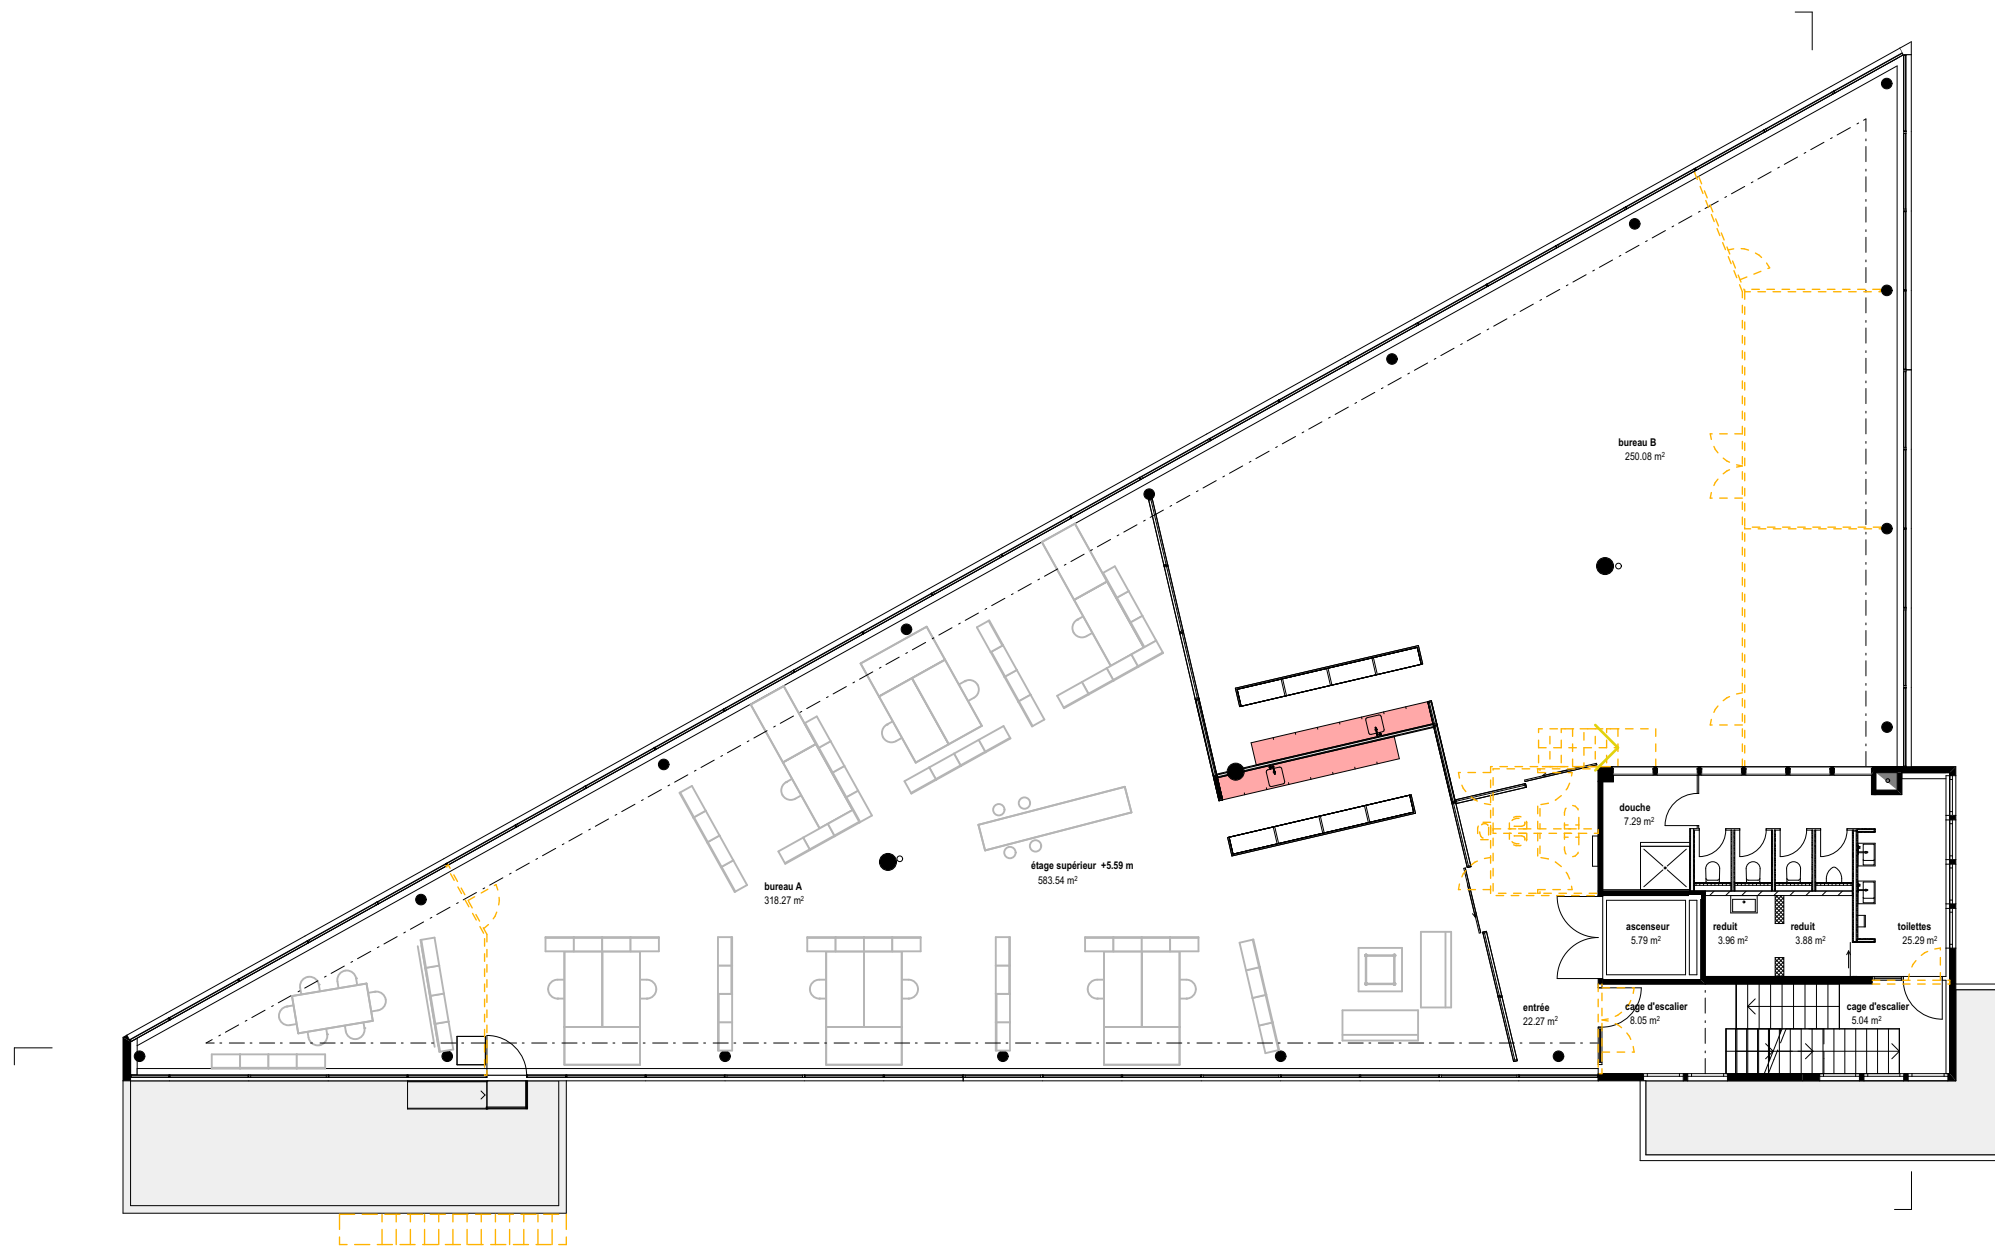 bureau B
250.08 m²
douche
7.29 m²
étage supérieur +5.59 m
583.54 m²
bureau A
318.27 m²
ascenseur
5.79 m²
reduit
3.96 m²
reduit
3.88 m²
toilettes
25.29 m²
entrée
22.27 m²
cage d'escalier
8.05 m²
cage d'escalier
5.04 m²